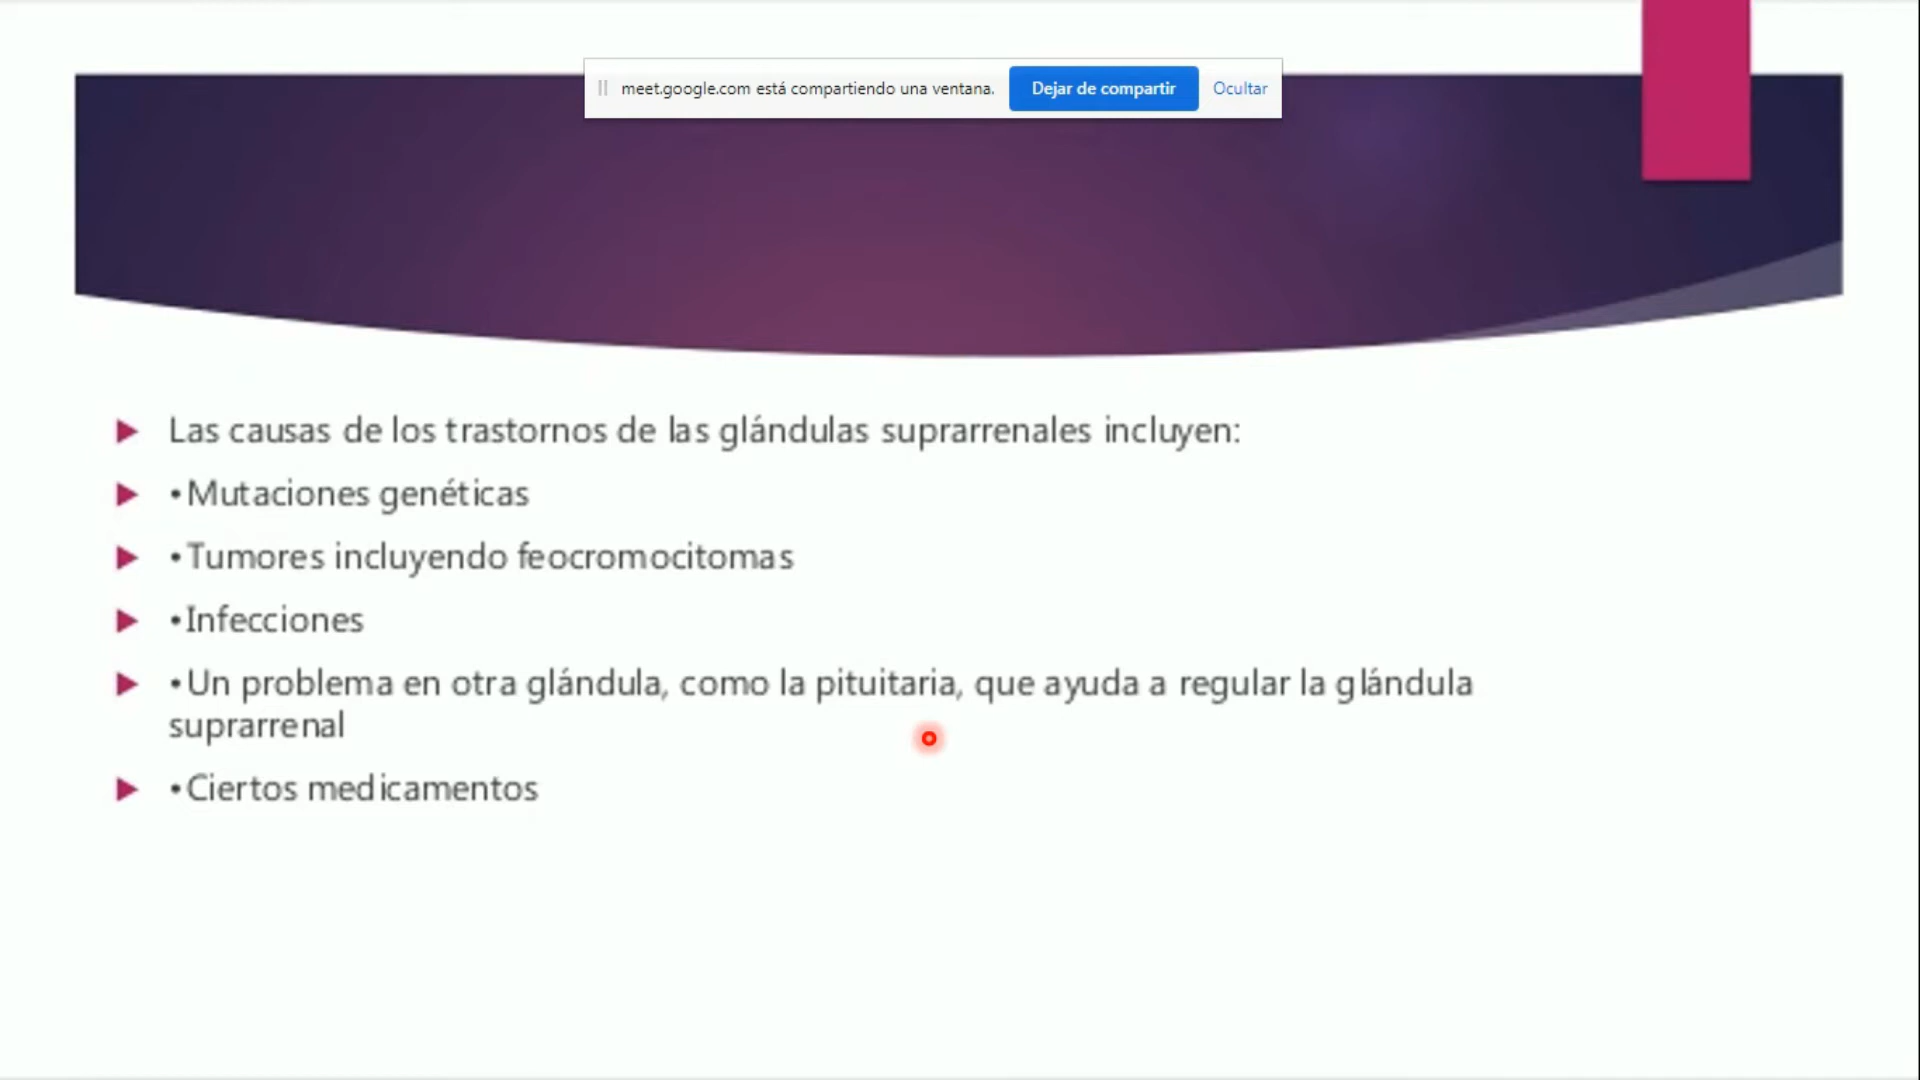 meet.google.com está compartiendo una ventana. Dejar de compartir Ocultar
Las causas de los trastornos de las glándulas suprarrenales incluyen:
•Mutaciones genéticas
•Tumores incluyendo feocromocitomas
•Infecciones
•Un problema en otra glándula, como la pituitaria, que ayuda a regular la glándula
suprarrenal
•Ciertos medicamentos